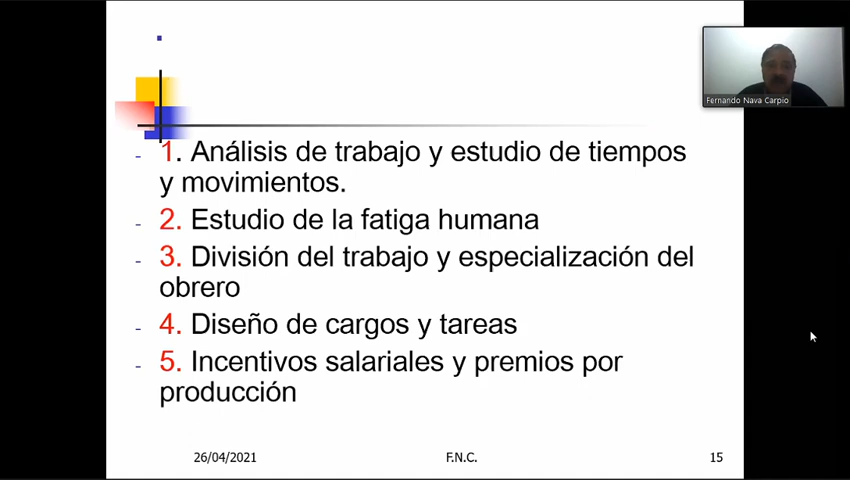 Fernando Nava Carpio
- 1. Análisis de trabajo y estudio de tiempos
y movimientos.
- 2. Estudio de la fatiga humana
- 3. División del trabajo y especialización del
obrero
- 4. Diseño de cargos y tareas
- 5. Incentivos salariales y premios por
producción
26/04/2021 F.N.C. 15